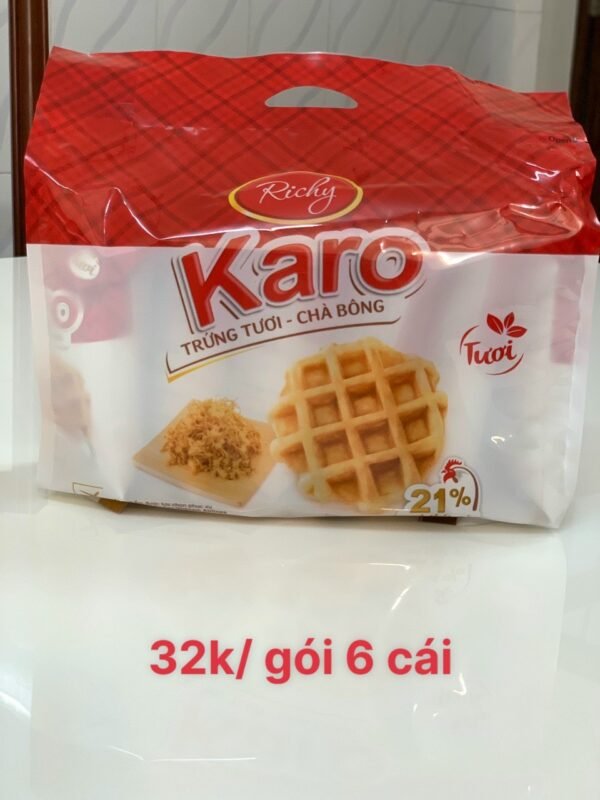 Richy
Karo
TRỨNG TƯƠI - CHÀ BÔNG
Tươi
21%
32k/ gói 6 cái